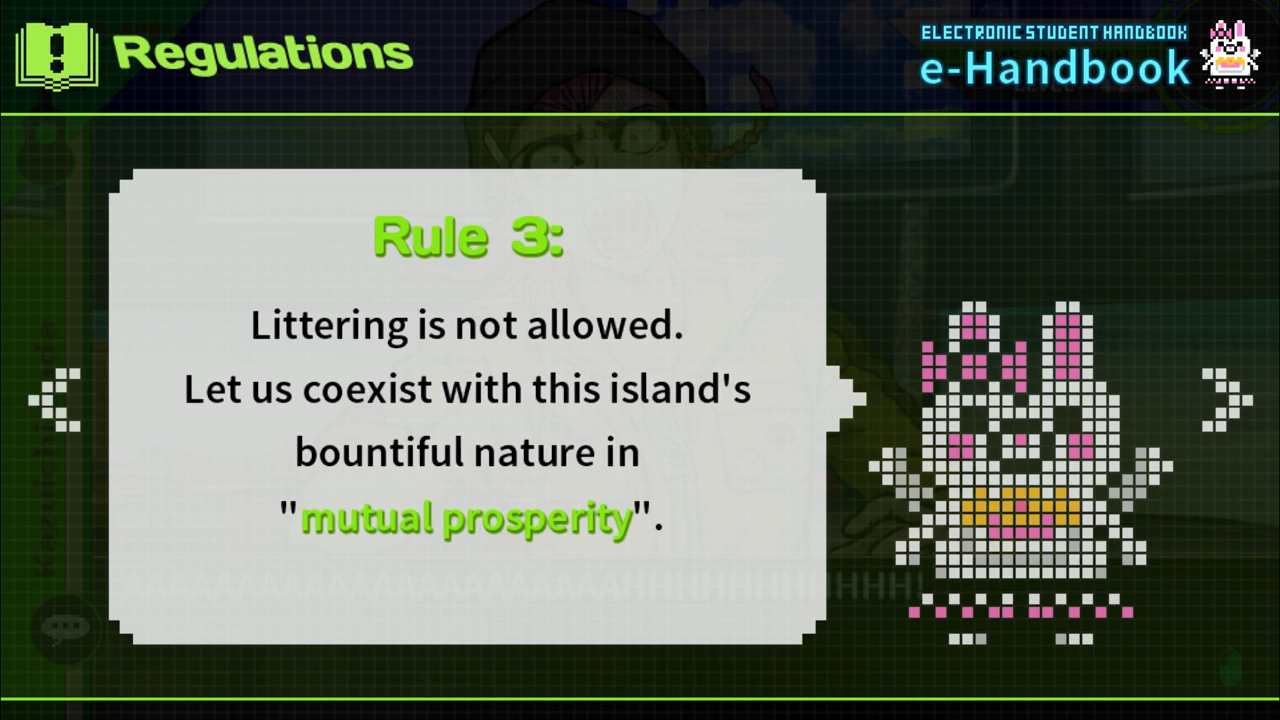 Regulations
ELECTRONIC STUDENT HANDBOOK
e-Handbook
Rule 3:
Littering is not allowed.
Let us coexist with this island's
bountiful nature in
"mutual prosperity".